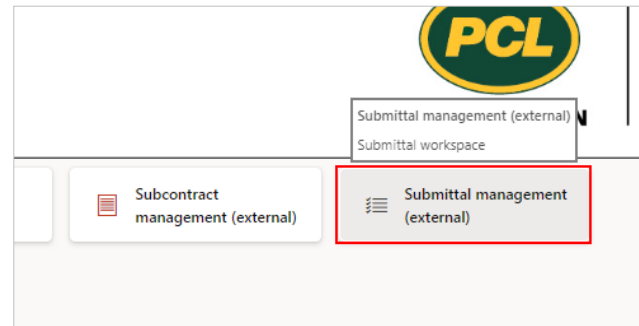 PCL
Submittal management (external)
N
Submittal workspace
Subcontract
management (external)
Submittal management
(external)